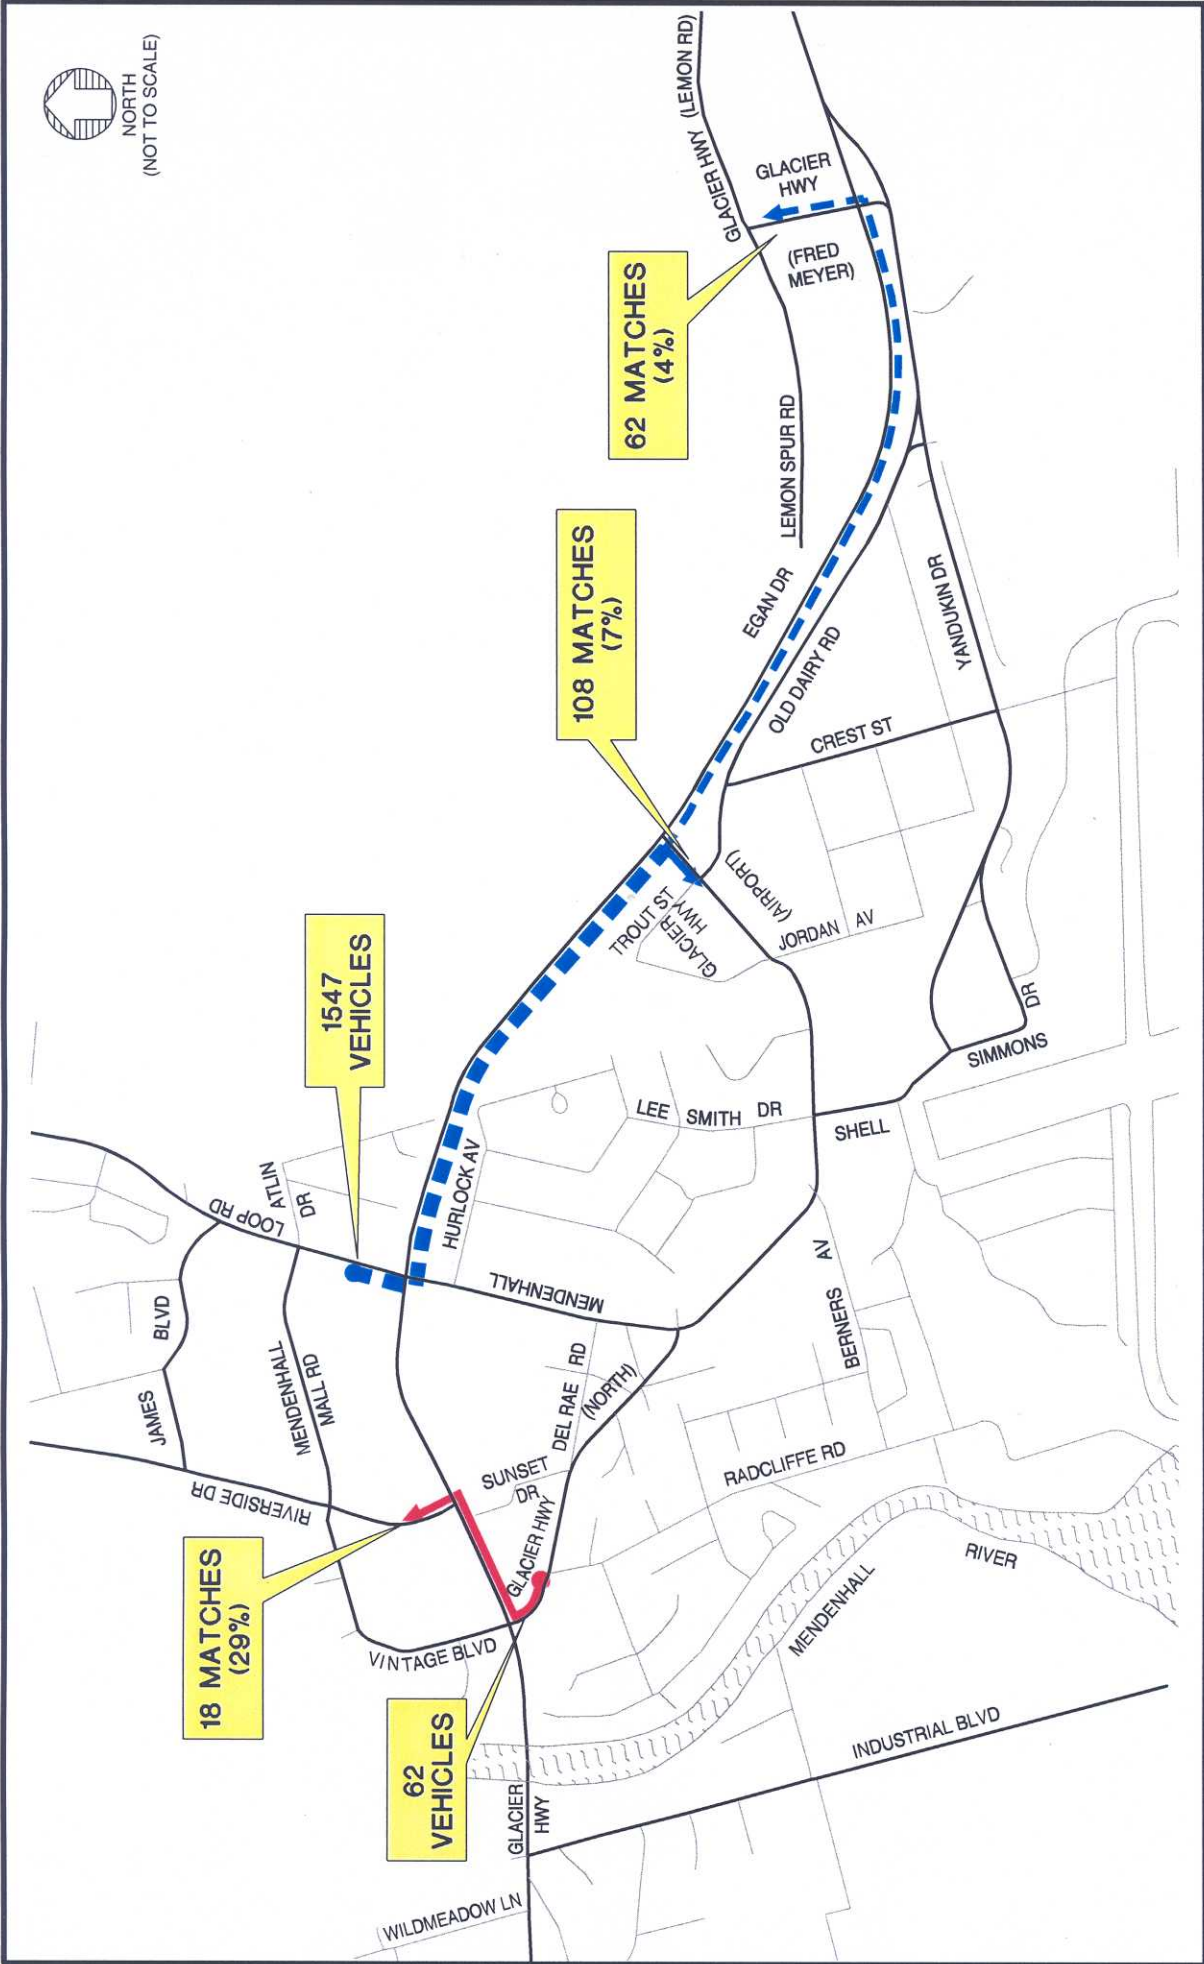 NORTH
(NOT TO SCALE)
18 MATCHES
(29%)
62
VEHICLES
1547
VEHICLES
108 MATCHES
(7%)
62 MATCHES
(4%)
WILDMEADOW LN
GLACIER
HWY
INDUSTRIAL BLVD
VINTAGE BLVD
RIVERSIDE DR
JAMES
BLVD
MENDENHALL
MALL RD
LOOP RD
ATLIN
DR
SUNSET
DR
GLACIER HWY
DEL RAE
RD
(NORTH)
MENDENHALL
HURLOCK AV
RADCLIFFE RD
MENDENHALL
RIVER
BERNERS
AV
LEE
SMITH
DR
SHELL
SIMMONS
DR
TROUT ST
GLACIER
HWY
(AIRPORT)
JORDAN
AV
CREST ST
OLD DAIRY RD
EGAN DR
YANDUKIN DR
LEMON SPUR RD
GLACIER HWY
(LEMON RD)
GLACIER
HWY
(FRED
MEYER)